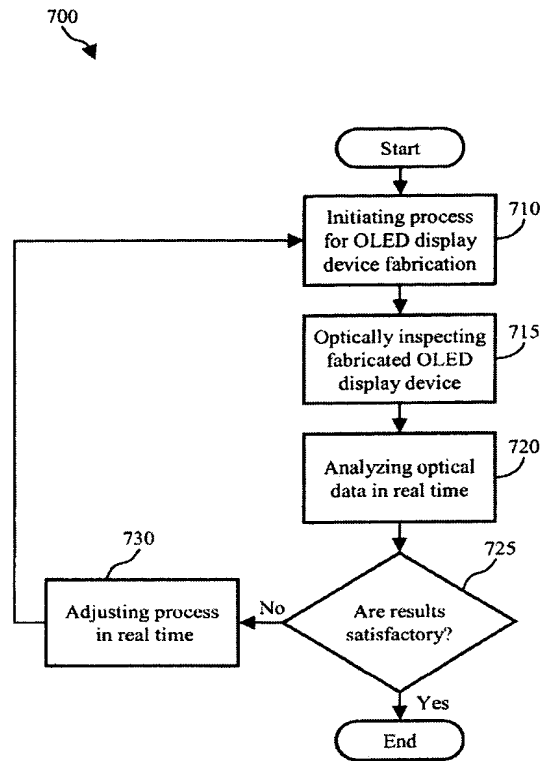 700
Start
Initiating process
for OLED display
device fabrication
710
Optically inspecting
fabricated OLED
display device
715
Analyzing optical
data in real time
720
725
Are results
satisfactory?
730
No
Adjusting process
in real time
Yes
End